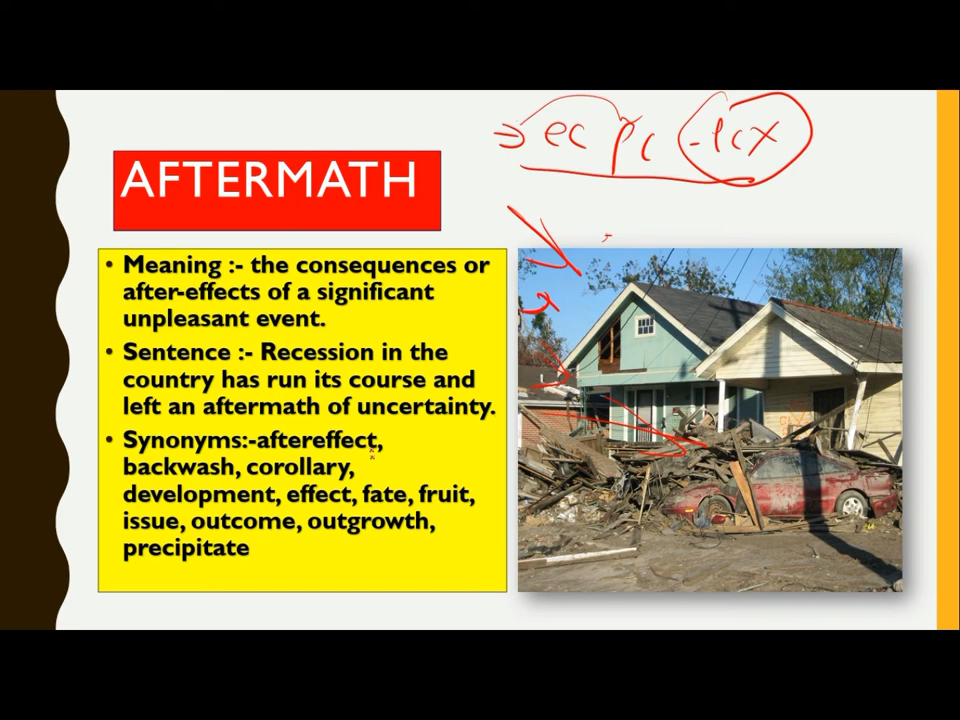 AFTERMATH
• Meaning :- the consequences or
after-effects of a significant
unpleasant event.
• Sentence :- Recession in the
country has run its course and
left an aftermath of uncertainty.
• Synonyms:-aftereffect,
backwash, corollary,
development, effect, fate, fruit,
issue, outcome, outgrowth,
precipitate